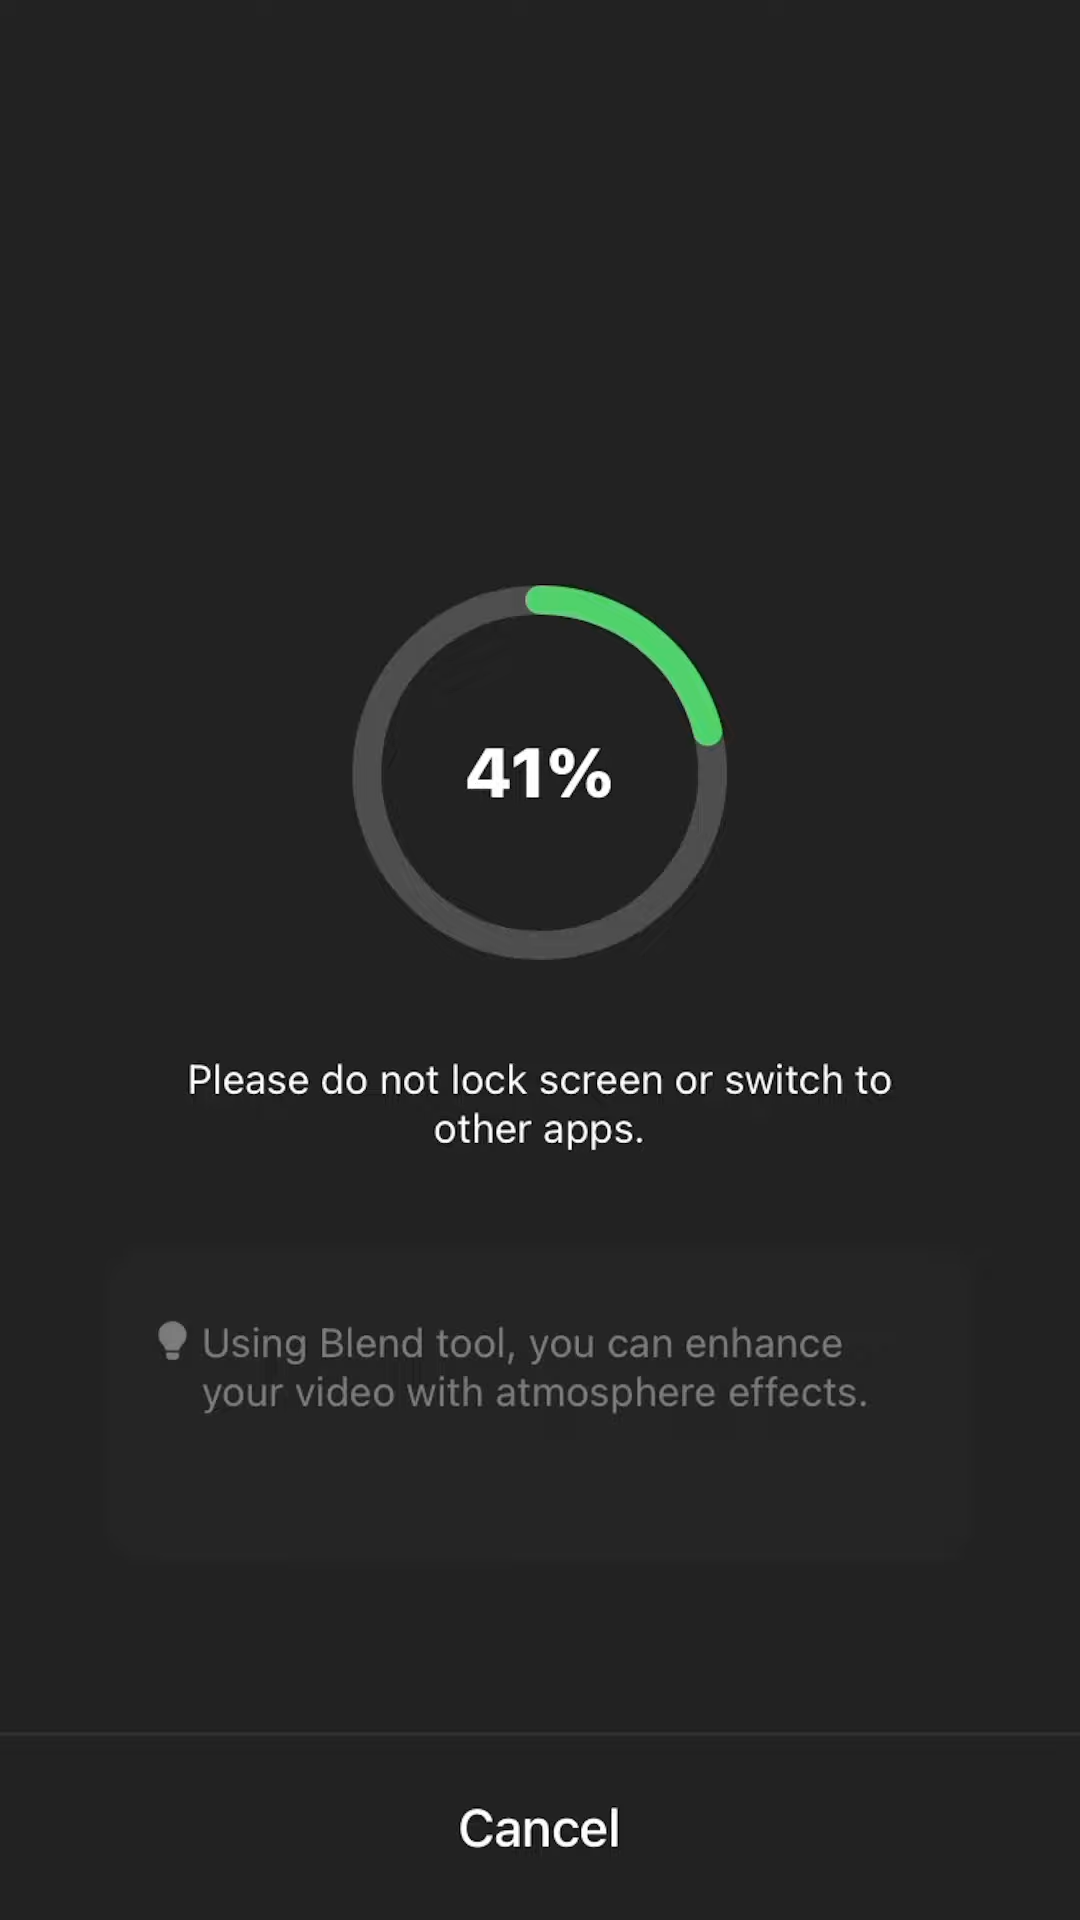 41%
Please do not lock screen or switch to
other apps.
Using Blend tool, you can enhance
your video with atmosphere effects.
Cancel